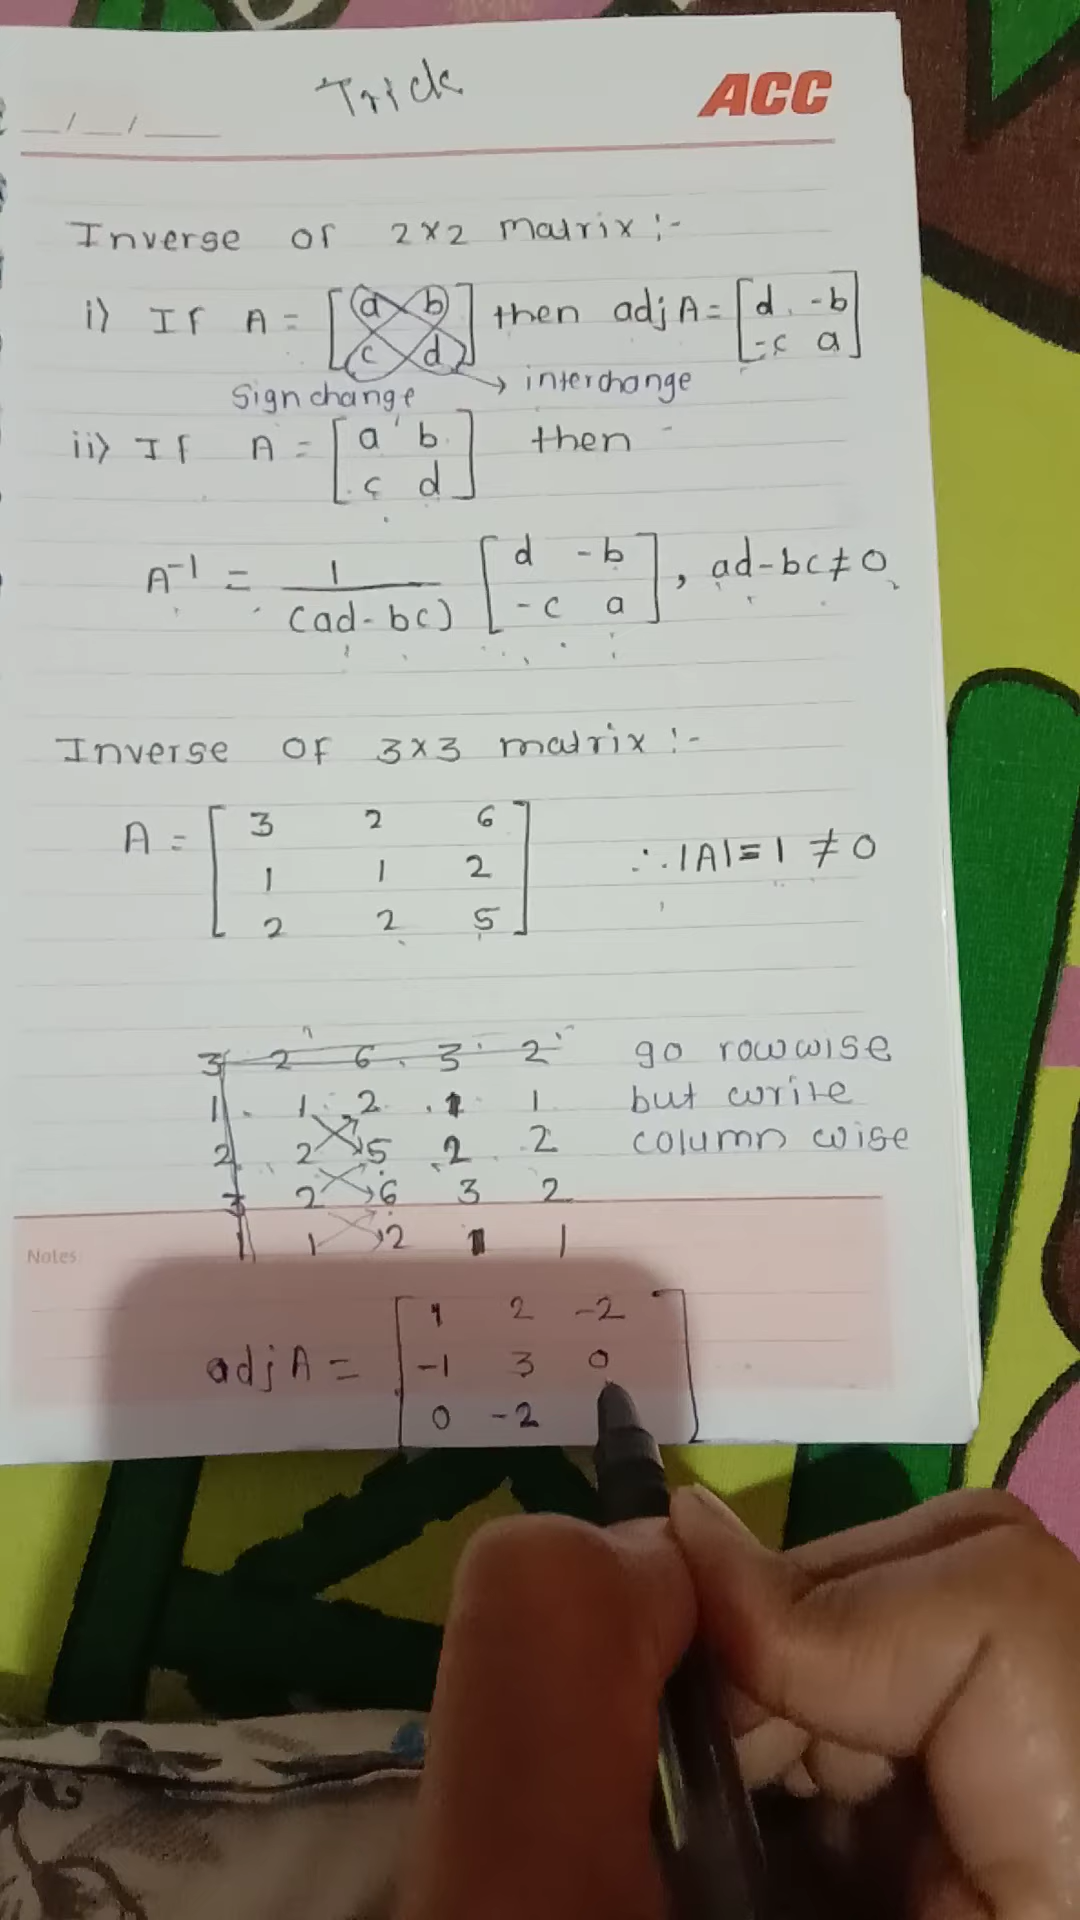 Trick
ACC
__/__/____
Inverse of 2×2 matrix :-
i) If A = [a b] then adj A = [d -b]
[c d] [-c a]
Sign change → interchange
ii) If A = [a b] then
[c d]
A⁻¹ = 1 [d -b], ad-bc≠0
(ad-bc) [-c a]
Inverse of 3×3 matrix :-
A = [3 2 6
1 1 2 ∴ |A| = 1 ≠ 0
2 2 5]
3 2 6 3 2 go rowwise
1 1 2 1 1 but write
2 2 5 2 2 column wise
3 2 6 3 2
1 1 2 1 1
Notes
adj A = [1 2 -2
-1 3 0
0 -2 ]